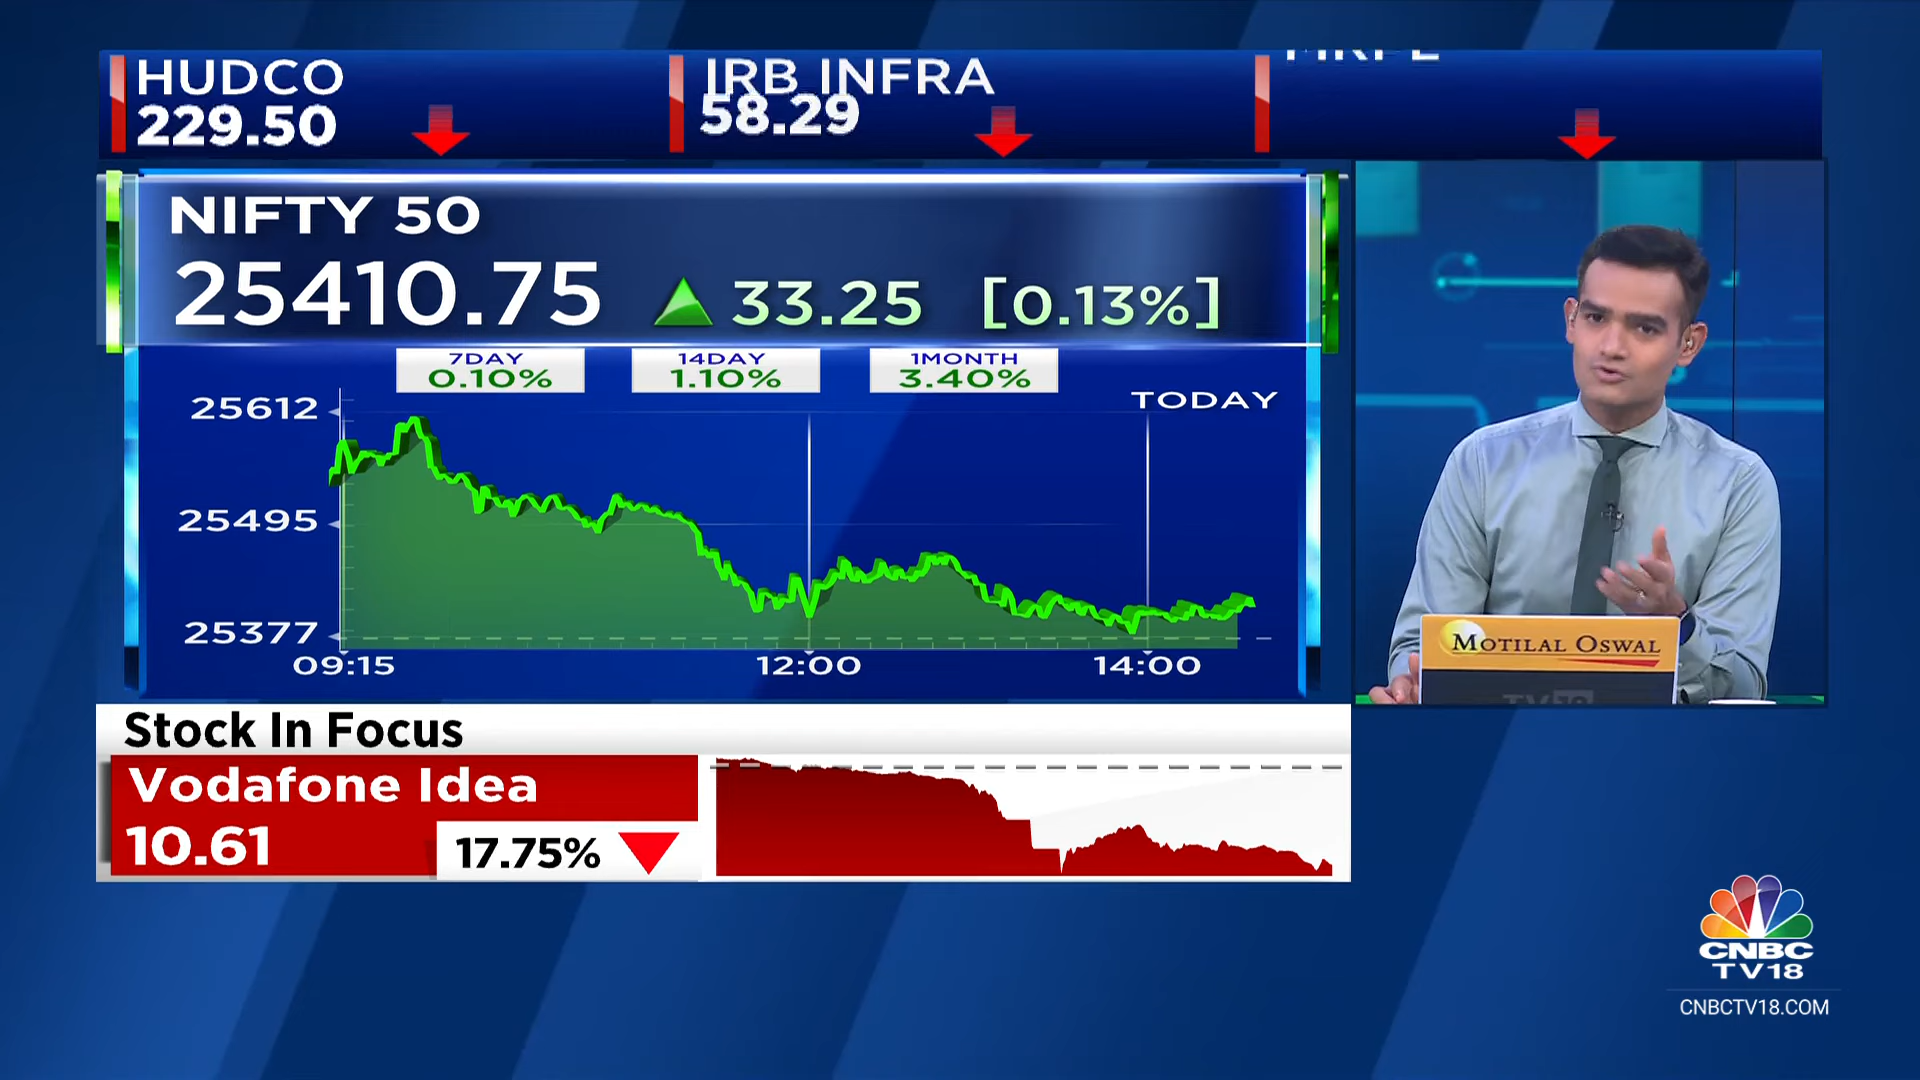 HUDCO
229.50
IRB INFRA
58.29
NIFTY 50
25410.75 33.25 [0.13%]
7DAY
0.10%
14DAY
1.10%
1MONTH
3.40%
TODAY
25612
25495
25377
09:15 12:00 14:00
MOTILAL OSWAL
TV18
Stock In Focus
Vodafone Idea
10.61
17.75%
CNBC
TV18
CNBCTV18.COM